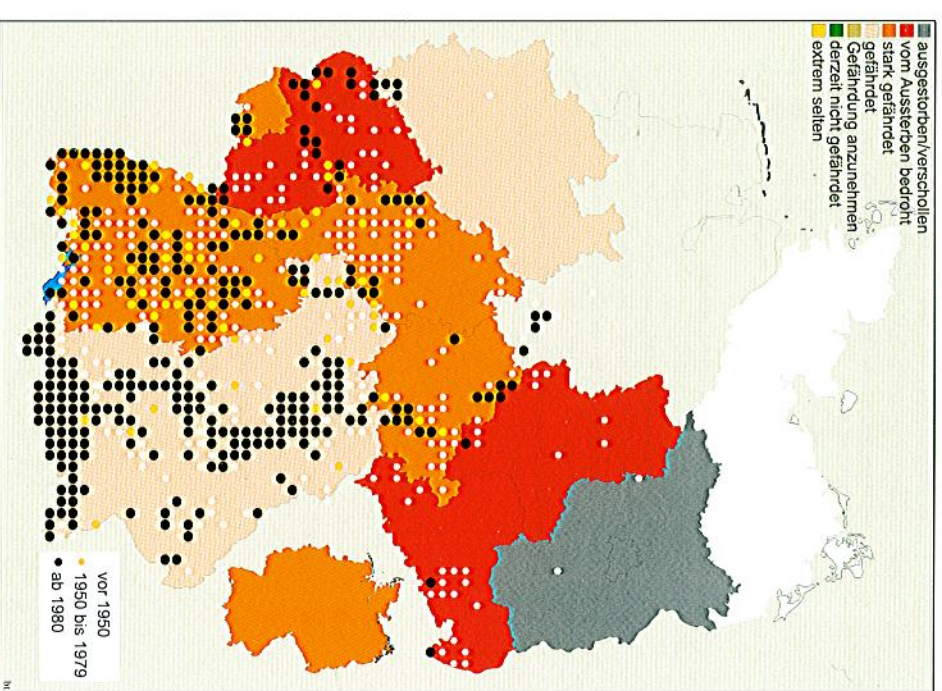 ausgestorben/verschollen
vom Aussterben bedroht
stark gefährdet
gefährdet
Gefährdung anzunehmen
derzeit nicht gefährdet
extrem selten
vor 1950
1950 bis 1979
ab 1980